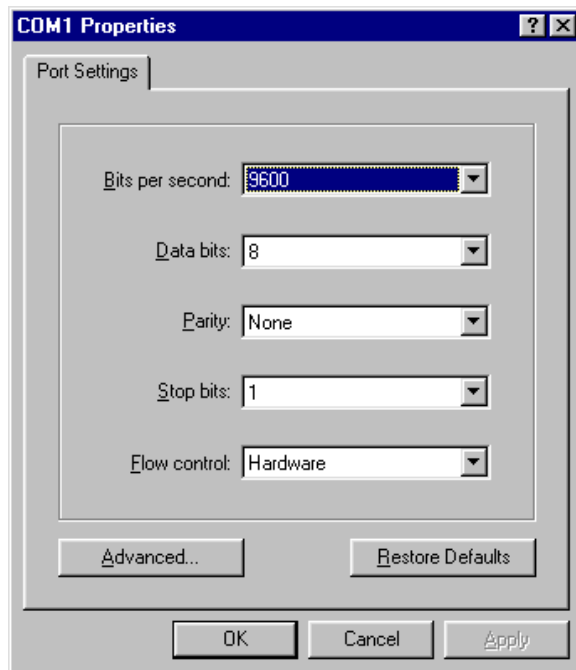 COM1 Properties
Port Settings
Bits per second: 9600
Data bits: 8
Parity: None
Stop bits: 1
Flow control: Hardware
Advanced... Restore Defaults
OK Cancel Apply